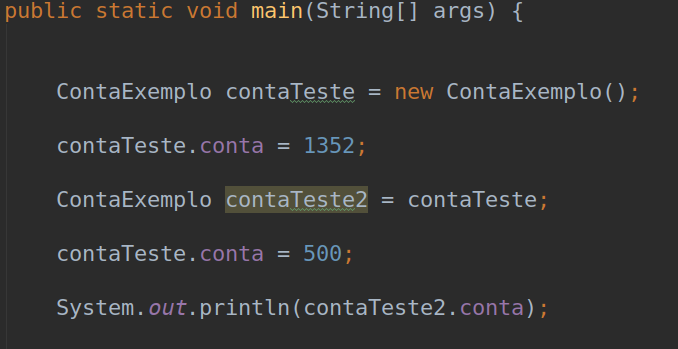 public static void main(String[] args) {
ContaExemplo contaTeste = new ContaExemplo();
contaTeste.conta = 1352;
ContaExemplo contaTeste2 = contaTeste;
contaTeste.conta = 500;
System.out.println(contaTeste2.conta);